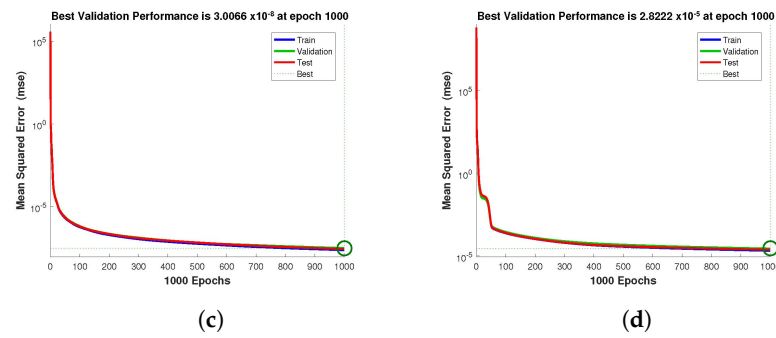 Best Validation Performance is 3.0066 x10-8 at epoch 1000
Mean Squared Error (mse)
10^5
10^0
10^-5
Train
Validation
Test
Best
0 100 200 300 400 500 600 700 800 900 1000
1000 Epochs
(c)
Best Validation Performance is 2.8222 x10-5 at epoch 1000
Mean Squared Error (mse)
10^5
10^0
10^-5
Train
Validation
Test
Best
0 100 200 300 400 500 600 700 800 900 100
1000 Epochs
(d)